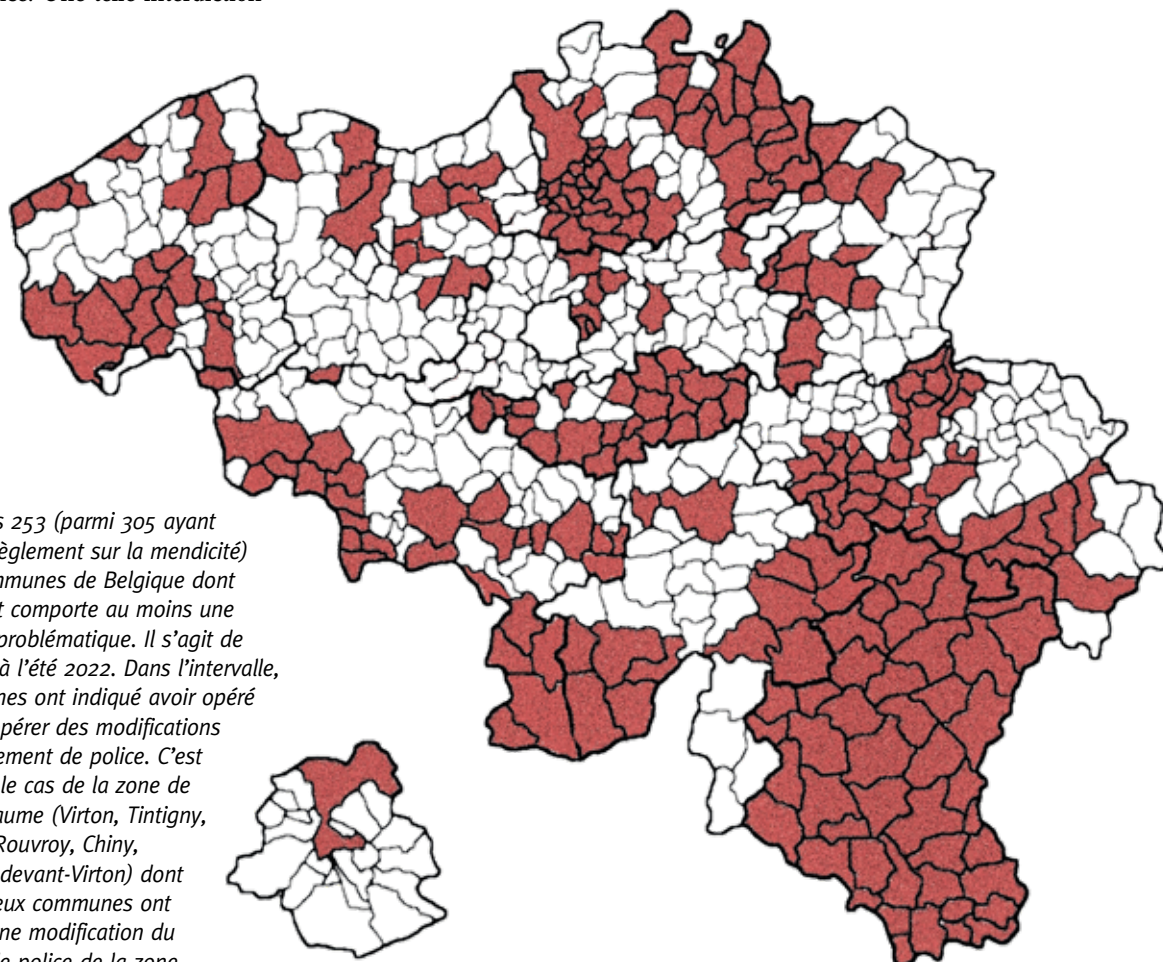 Une telle interdiction
s 253 (parmi 305 ayant
èglement sur la mendicité)
mmunes de Belgique dont
t comporte au moins une
problématique. Il s'agit de
à l'été 2022. Dans l'intervalle,
nes ont indiqué avoir opéré
pérer des modifications
ement de police. C'est
le cas de la zone de
aume (Virton, Tintigny,
Rouvroy, Chiny,
devant-Virton) dont
eux communes ont
ne modification du
e police de la zone